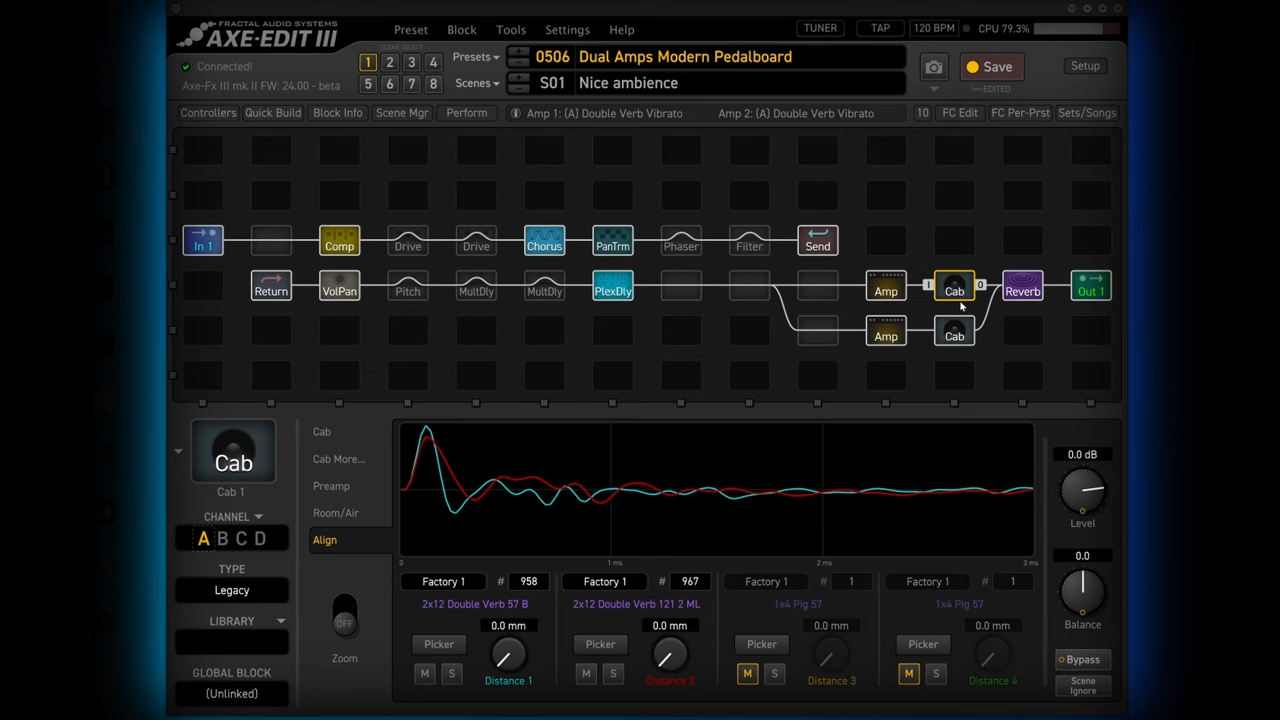 FRACTAL AUDIO SYSTEMS
AXE-EDIT III
Connected!
Axe-Fx III mk II FW: 24.00 - beta
Preset Block Tools Settings Help
TUNER TAP 120 BPM CPU 79.3%
SCENE SELECT
1 2 3 4
5 6 7 8
Presets 0506 Dual Amps Modern Pedalboard
Scenes S01 Nice ambience
Save
EDITED
Setup
Controllers Quick Build Block Info Scene Mgr Perform Amp 1: (A) Double Verb Vibrato Amp 2: (A) Double Verb Vibrato 10 FC Edit FC Per-Prst Sets/Songs
In 1 Comp Drive Drive Chorus PanTrm Phaser Filter Send
Return VolPan Pitch MultDly MultDly PlexDly Amp I Cab O Reverb Out 1
Amp Cab
Cab
Cab 1
CHANNEL
A B C D
TYPE
Legacy
LIBRARY
GLOBAL BLOCK
(Unlinked)
Cab
Cab More...
Preamp
Room/Air
Align
OFF
Zoom
0 1 ms 2 ms 3 ms
Factory 1 # 958 Factory 1 # 967 Factory 1 # 1 Factory 1 # 1
2x12 Double Verb 57 B 2x12 Double Verb 121 2 ML 1x4 Pig 57 1x4 Pig 57
0.0 mm 0.0 mm 0.0 mm 0.0 mm
Picker Picker Picker Picker
M S M S M S M S
Distance 1 Distance 2 Distance 3 Distance 4
0.0 dB
Level
0.0
Balance
Bypass
Scene
Ignore